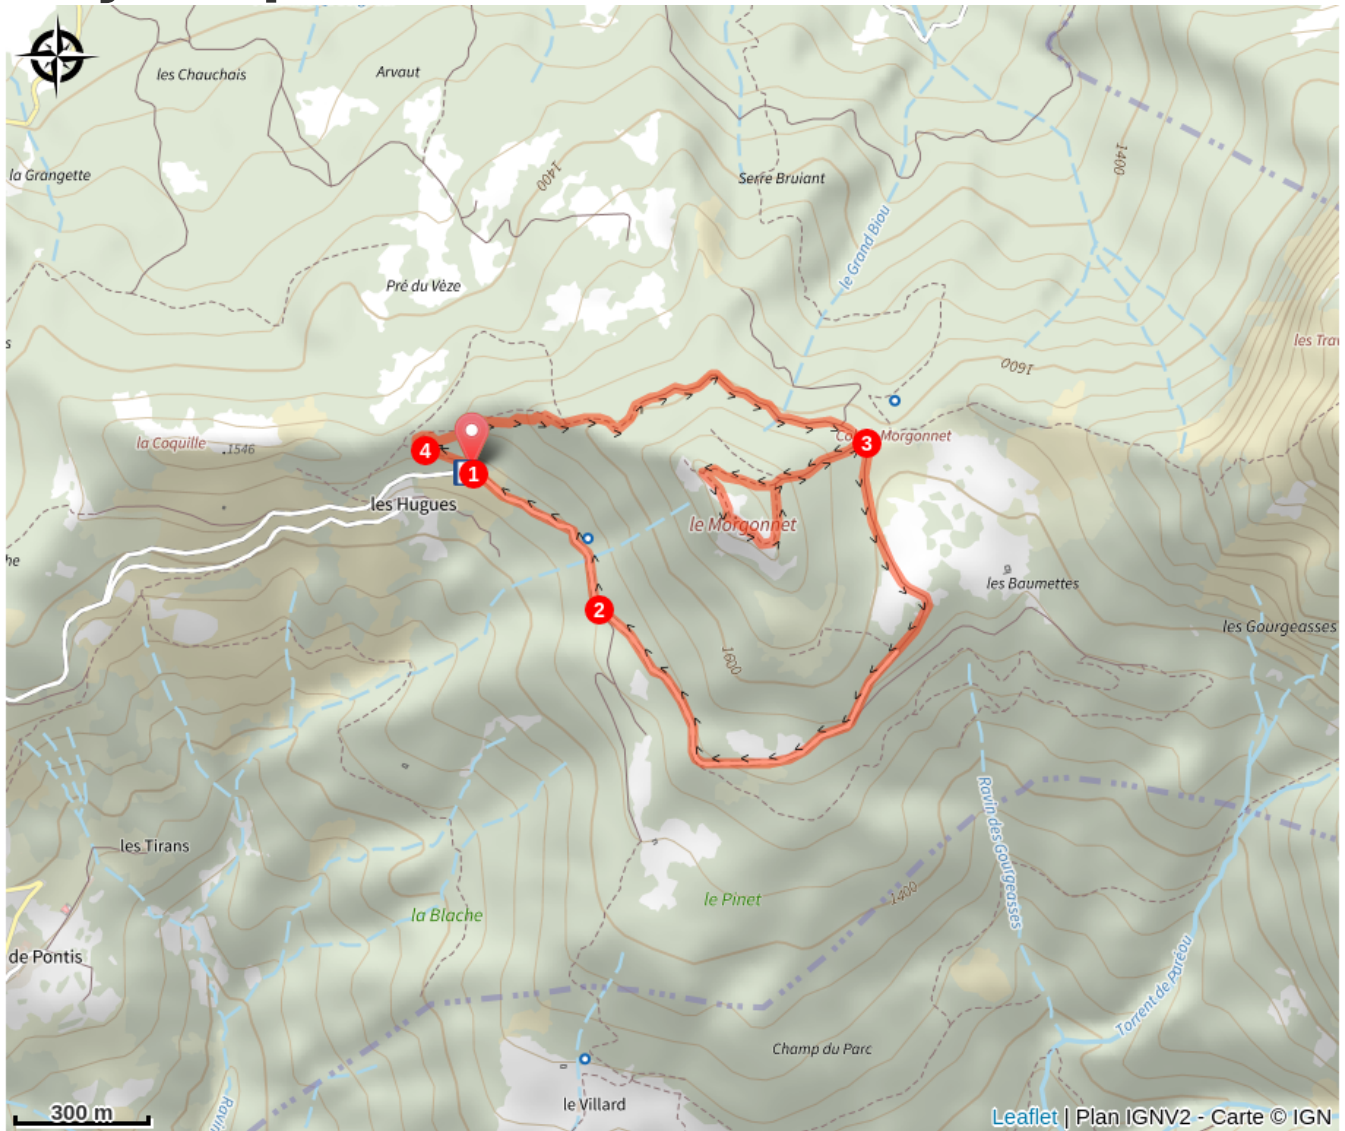 les Chauchais
Arvaut
la Grangette
1400
Serre Bruiant
1400
le Grand Biou
Pré du Vèze
s
les Tra
1600
la Coquille
.1546
4
1
3
Morgonnet
les Hugues
le Morgonnet
he
les Baumettes
2
les Gourgeasses
1600
Ravin des Gourgeasses
les Tirans
1400
le Pinet
la Blache
de Pontis
Torrent de Paréou
Champ du Parc
le Villard
Ravin
300 m
Leaflet | Plan IGNV2 - Carte © IGN